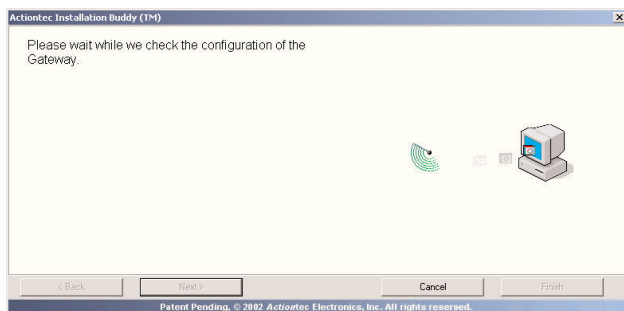 Actiontec Installation Buddy (TM)
Please wait while we check the configuration of the
Gateway.
< Back
Next >
Cancel
Finish
Patent Pending, © 2002 Actiontec Electronics, Inc. All rights reserved.